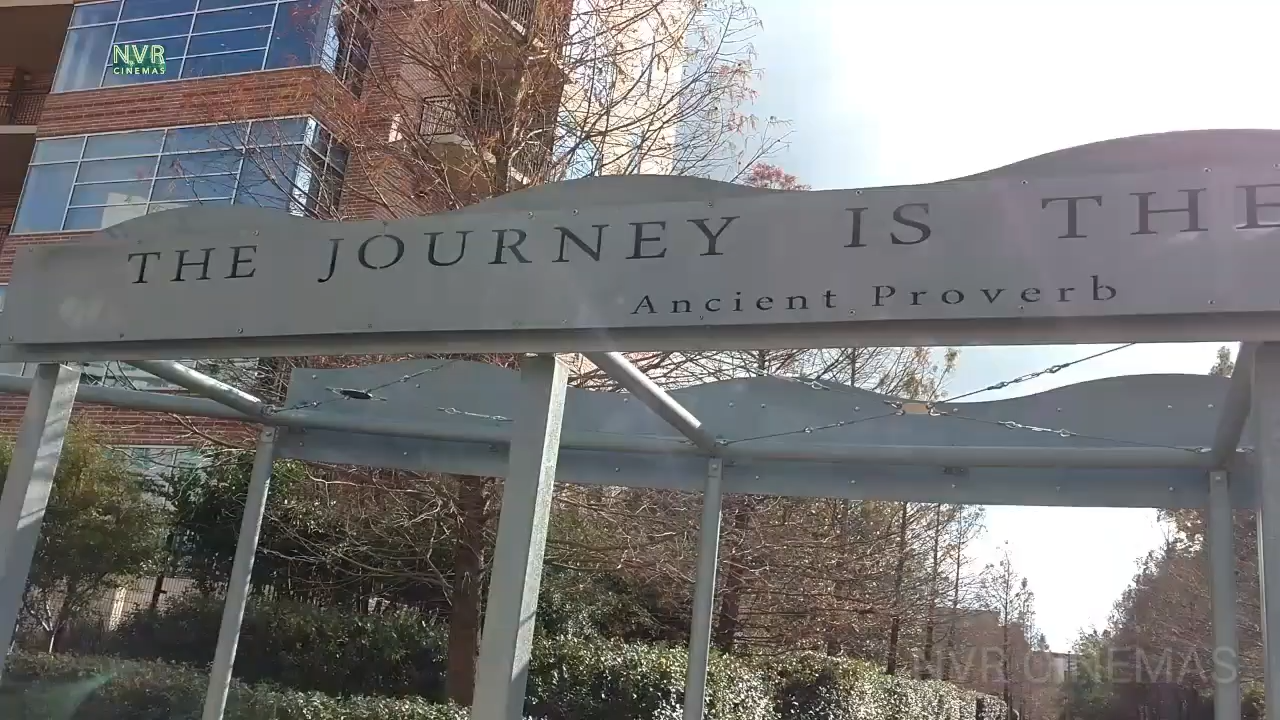 NVR
CINEMAS
THE JOURNEY IS THE
Ancient Proverb
NVR CINEMAS